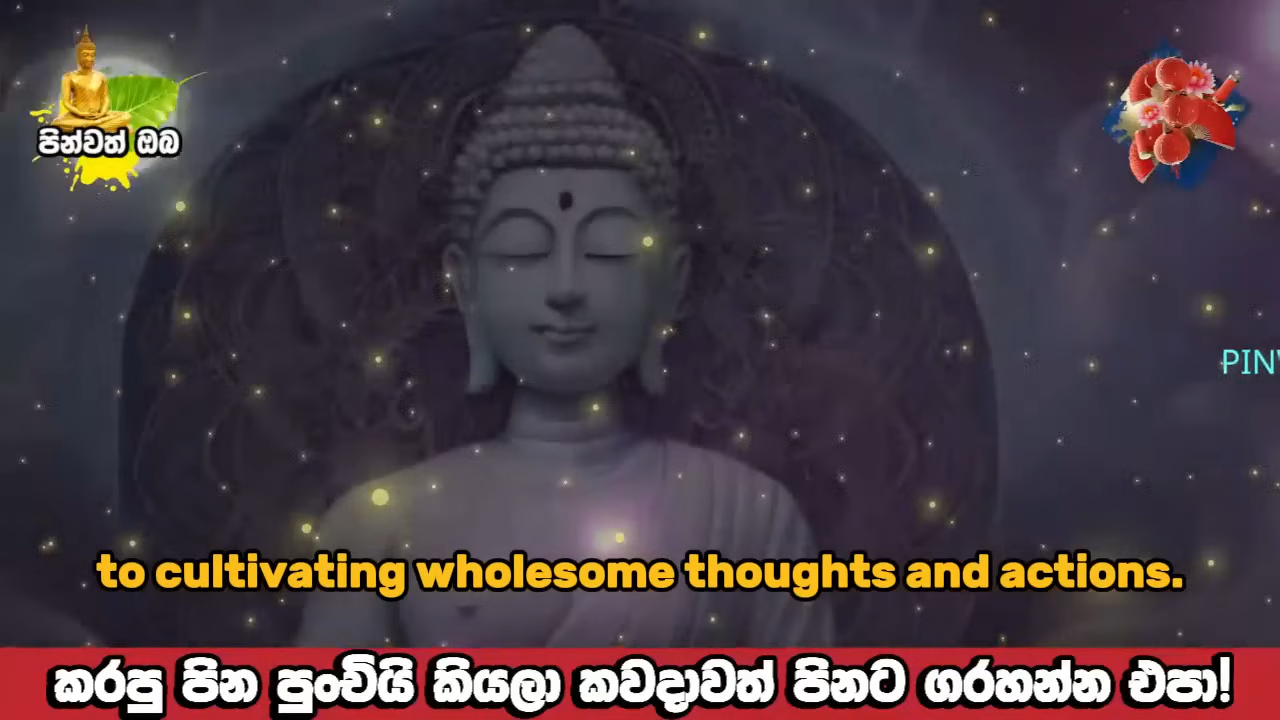 පින්වත් ඔබ
to cultivating wholesome thoughts and actions.
කරපු පින පුංචියි කියලා කවදාවත් පිනට ගරහන්න එපා!